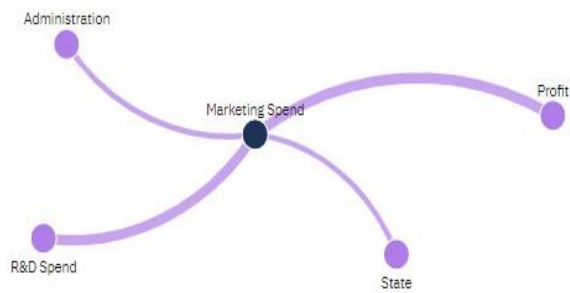 Administration
Marketing Spend
Profit
R&D Spend
State